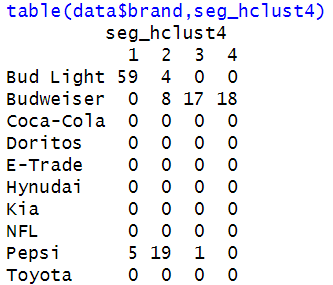 table(data$brand,seg_hclust4)
seg_hclust4
1 2 3 4
Bud Light 59 4 0 0
Budweiser 0 8 17 18
Coca-Cola 0 0 0 0
Doritos 0 0 0 0
E-Trade 0 0 0 0
Hynudai 0 0 0 0
Kia 0 0 0 0
NFL 0 0 0 0
Pepsi 5 19 1 0
Toyota 0 0 0 0